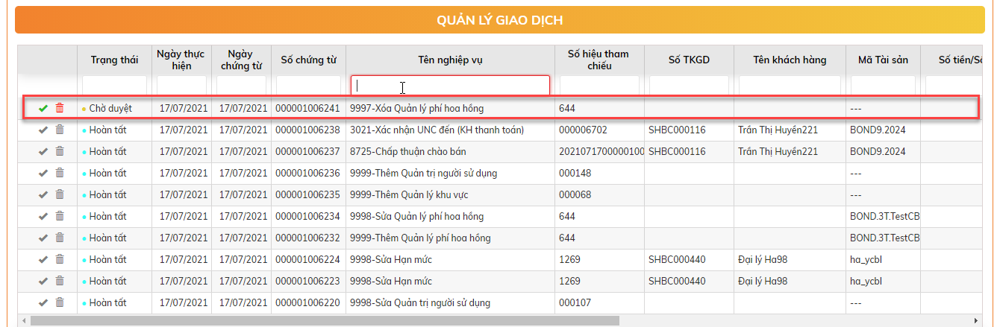 QUẢN LÝ GIAO DỊCH
Trạng thái Ngày thực hiện Ngày chứng từ Số chứng từ Tên nghiệp vụ Số hiệu tham chiếu Số TKGD Tên khách hàng Mã Tài sản Số tiền/Số
Chờ duyệt 17/07/2021 17/07/2021 000001006241 9997-Xóa Quản lý phí hoa hồng 644 ---
Hoàn tất 17/07/2021 17/07/2021 000001006238 3021-Xác nhận UNC đến (KH thanh toán) 000006702 SHBC000116 Trần Thị Huyền221 BOND9.2024
Hoàn tất 17/07/2021 17/07/2021 000001006237 8725-Chấp thuận chào bán 2021071700000100 SHBC000116 Trần Thị Huyền221 BOND9.2024
Hoàn tất 17/07/2021 17/07/2021 000001006236 9999-Thêm Quản trị người sử dụng 000148 ---
Hoàn tất 17/07/2021 17/07/2021 000001006235 9999-Thêm Quản lý khu vực 000068 ---
Hoàn tất 17/07/2021 17/07/2021 000001006234 9998-Sửa Quản lý phí hoa hồng 644 BOND.3T.TestCB
Hoàn tất 17/07/2021 17/07/2021 000001006232 9999-Thêm Quản lý phí hoa hồng 644 BOND.3T.TestCB
Hoàn tất 17/07/2021 17/07/2021 000001006224 9998-Sửa Hạn mức 1269 SHBC000440 Đại lý Ha98 ha_ycbl
Hoàn tất 17/07/2021 17/07/2021 000001006223 9998-Sửa Hạn mức 1269 SHBC000440 Đại lý Ha98 ha_ycbl
Hoàn tất 17/07/2021 17/07/2021 000001006220 9998-Sửa Quản trị người sử dụng 000107 ---